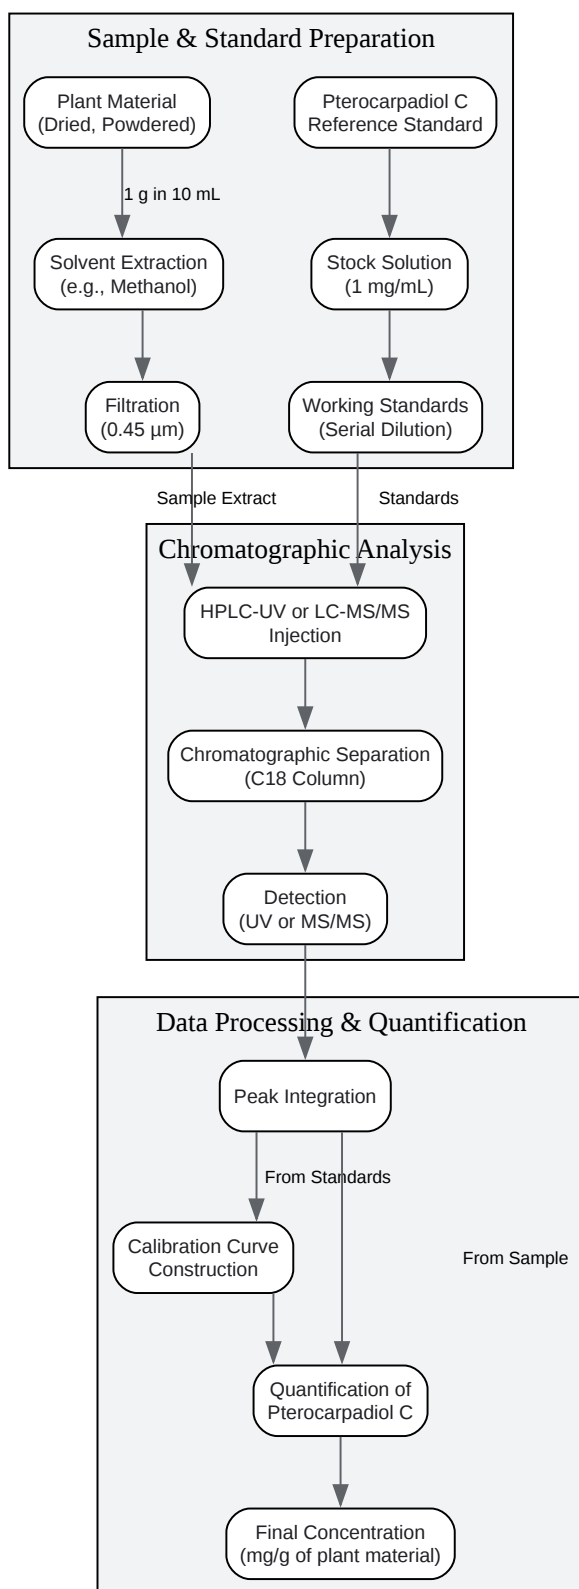 Sample & Standard Preparation
Plant Material
(Dried, Powdered)
Pterocarpadiol C
Reference Standard
1 g in 10 mL
Solvent Extraction
(e.g., Methanol)
Stock Solution
(1 mg/mL)
Filtration
(0.45 µm)
Working Standards
(Serial Dilution)
Sample Extract
Standards
Chromatographic Analysis
HPLC-UV or LC-MS/MS
Injection
Chromatographic Separation
(C18 Column)
Detection
(UV or MS/MS)
Data Processing & Quantification
Peak Integration
From Standards
Calibration Curve
Construction
From Sample
Quantification of
Pterocarpadiol C
Final Concentration
(mg/g of plant material)